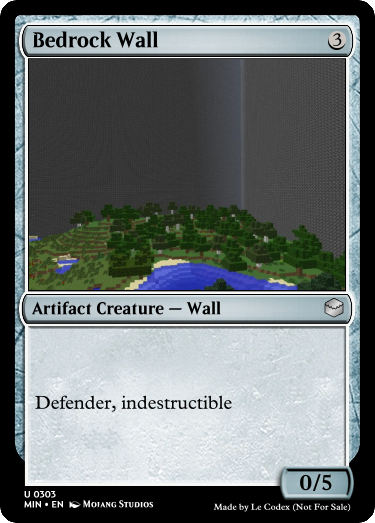 Bedrock Wall 3
Artifact Creature — Wall
Defender, indestructible
0/5
U 0303
MIN • EN Mojang Studios
Made by Le Codex (Not For Sale)